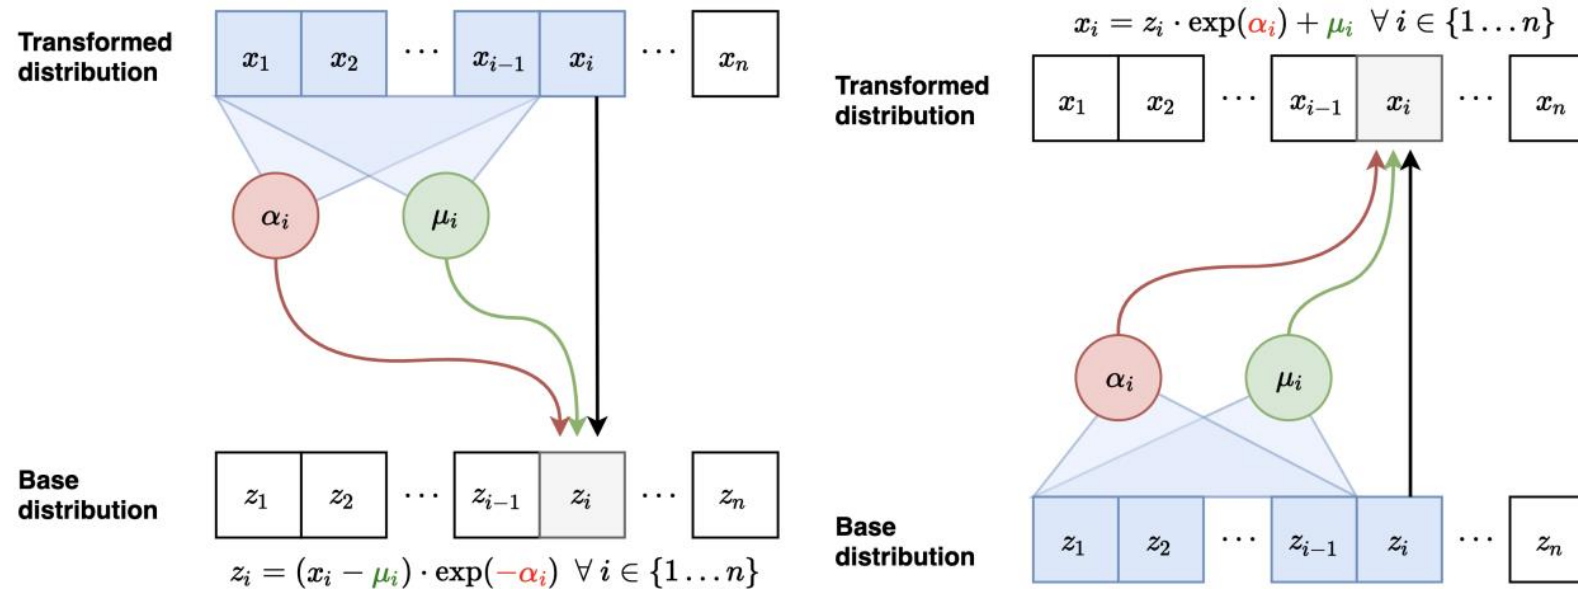 Transformed distribution
x₁ x₂ ⋯ xᵢ₋₁ xᵢ ⋯ xₙ
αᵢ μᵢ
Base distribution
z₁ z₂ ⋯ zᵢ₋₁ zᵢ ⋯ zₙ
zᵢ = (xᵢ − μᵢ) · exp(−αᵢ) ∀ i ∈ {1 … n}
xᵢ = zᵢ · exp(αᵢ) + μᵢ ∀ i ∈ {1 … n}
Transformed distribution
x₁ x₂ ⋯ xᵢ₋₁ xᵢ ⋯ xₙ
αᵢ μᵢ
Base distribution
z₁ z₂ ⋯ zᵢ₋₁ zᵢ ⋯ zₙ